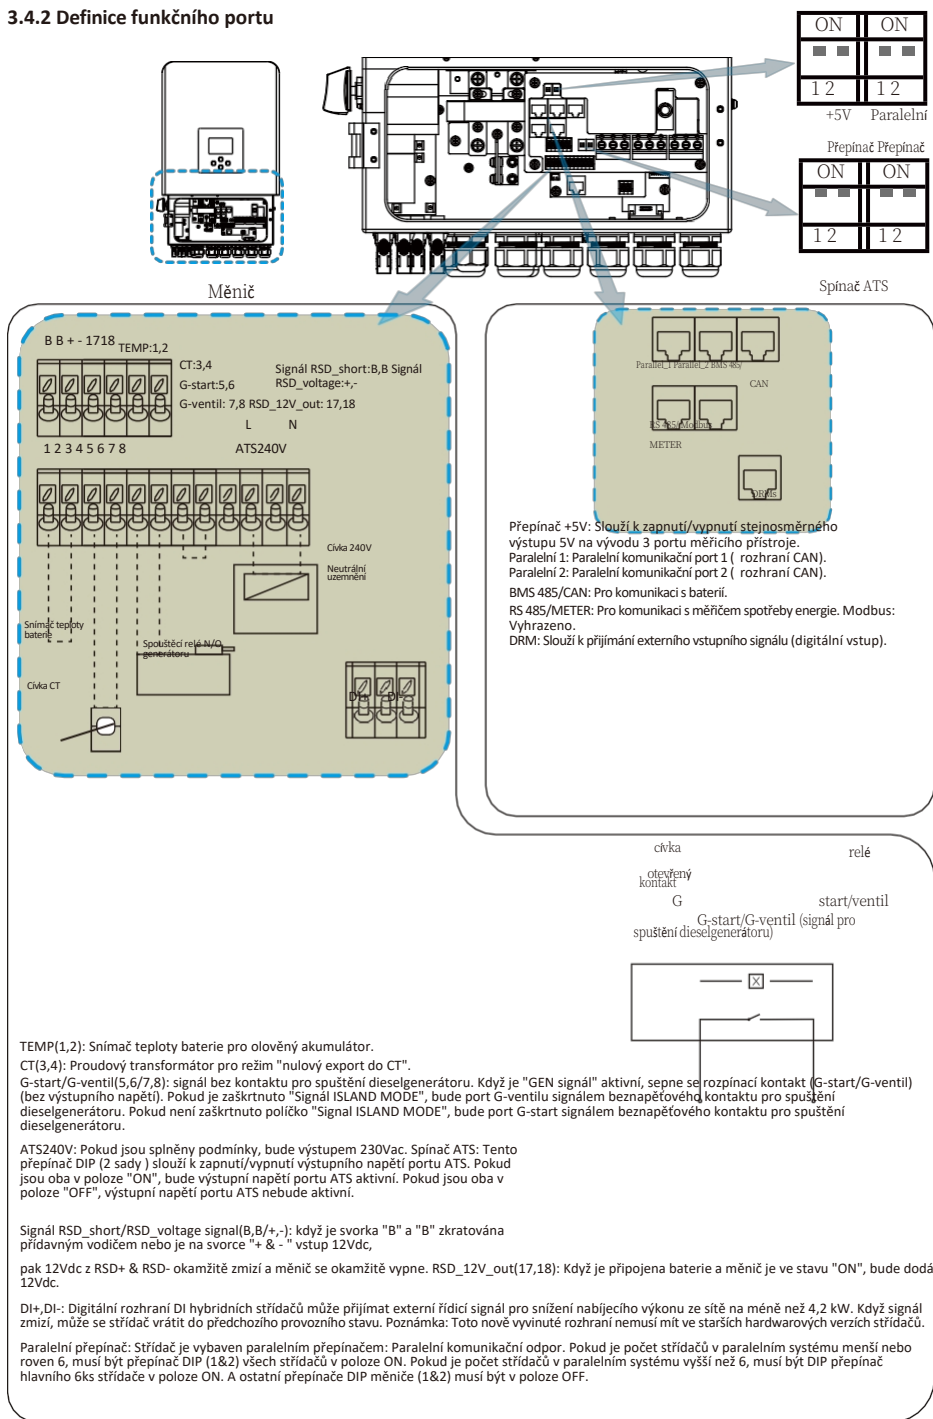 3.4.2 Definice funkčního portu
ON ON
1 2 1 2
+5V Paralelní
Přepínač Přepínač
ON ON
1 2 1 2
Spínač ATS
Měnič
B B + - 1718 TEMP:1,2
CT:3,4
G-start:5,6
G-ventil: 7,8 RSD_12V_out: 17,18
Signál RSD_short:B,B Signál
RSD_voltage:+,-
L N
1 2 3 4 5 6 7 8 ATS240V
Cívka 240V
Neutrální
uzemnění
Snímač teploty
baterie
Spouštěcí relé N/O
generátoru
Cívka CT
DI+ DI-
Parallel_1 Parallel_2 BMS 485/
CAN
RS 485/Modbus
METER
DRMs
Přepínač +5V: Slouží k zapnutí/vypnutí stejnosměrného
výstupu 5V na vývodu 3 portu měřicího přístroje.
Paralelní 1: Paralelní komunikační port 1 ( rozhraní CAN).
Paralelní 2: Paralelní komunikační port 2 ( rozhraní CAN).
BMS 485/CAN: Pro komunikaci s baterií.
RS 485/METER: Pro komunikaci s měřičem spotřeby energie. Modbus:
Vyhrazeno.
DRM: Slouží k přijímání externího vstupního signálu (digitální vstup).
cívka relé
otevřený
kontakt
G start/ventil
G-start/G-ventil (signál pro
spuštění dieselgenerátoru)
TEMP(1,2): Snímač teploty baterie pro olověný akumulátor.
CT(3,4): Proudový transformátor pro režim "nulový export do CT".
G-start/G-ventil(5,6/7,8): signál bez kontaktu pro spuštění dieselgenerátoru. Když je "GEN signál" aktivní, sepne se rozpínací kontakt (G-start/G-ventil)
(bez výstupního napětí). Pokud je zaškrtnuto "Signál ISLAND MODE", bude port G-ventilu signálem beznapěťového kontaktu pro spuštění
dieselgenerátoru. Pokud není zaškrtnuto políčko "Signal ISLAND MODE", bude port G-start signálem beznapěťového kontaktu pro spuštění
dieselgenerátoru.
ATS240V: Pokud jsou splněny podmínky, bude výstupem 230Vac. Spínač ATS: Tento
přepínač DIP (2 sady ) slouží k zapnutí/vypnutí výstupního napětí portu ATS. Pokud
jsou oba v poloze "ON", bude výstupní napětí portu ATS aktivní. Pokud jsou oba v
poloze "OFF", výstupní napětí portu ATS nebude aktivní.
Signál RSD_short/RSD_voltage signal(B,B/+,-): když je svorka "B" a "B" zkratována
přídavným vodičem nebo je na svorce "+ & - " vstup 12Vdc,
pak 12Vdc z RSD+ & RSD- okamžitě zmizí a měnič se okamžitě vypne. RSD_12V_out(17,18): Když je připojena baterie a měnič je ve stavu "ON", bude dodá
12Vdc.
DI+,DI-: Digitální rozhraní DI hybridních střídačů může přijímat externí řídicí signál pro snížení nabíjecího výkonu ze sítě na méně než 4,2 kW. Když signál
zmizí, může se střídač vrátit do předchozího provozního stavu. Poznámka: Toto nově vyvinuté rozhraní nemusí mít ve starších hardwarových verzích střídačů.
Paralelní přepínač: Střídač je vybaven paralelním přepínačem: Paralelní komunikační odpor. Pokud je počet střídačů v paralelním systému menší nebo
roven 6, musí být přepínač DIP (1&2) všech střídačů v poloze ON. Pokud je počet střídačů v paralelním systému vyšší než 6, musí být DIP přepínač
hlavního 6ks střídače v poloze ON. A ostatní přepínače DIP měniče (1&2) musí být v poloze OFF.